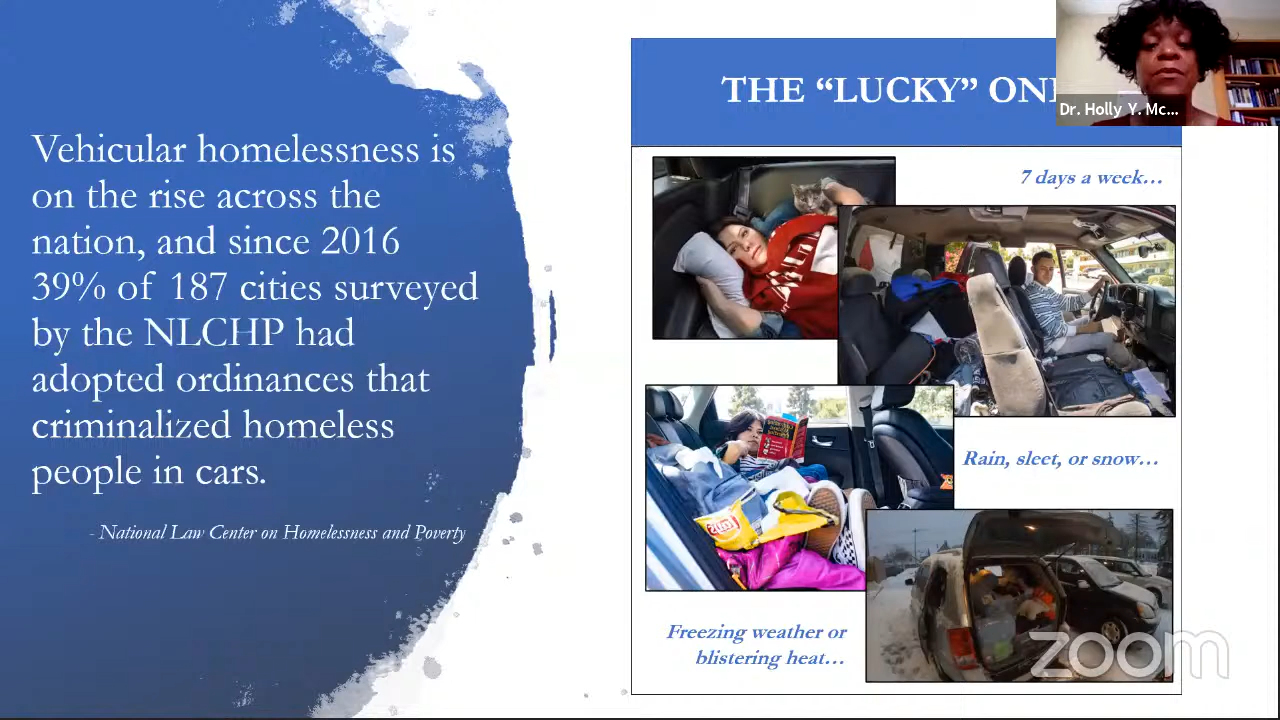 Vehicular homelessness is
on the rise across the
nation, and since 2016
39% of 187 cities surveyed
by the NLCHP had
adopted ordinances that
criminalized homeless
people in cars.
- National Law Center on Homelessness and Poverty
THE “LUCKY” ON
Dr. Holly Y. Mc...
7 days a week…
Rain, sleet, or snow…
Freezing weather or
blistering heat…
zoom